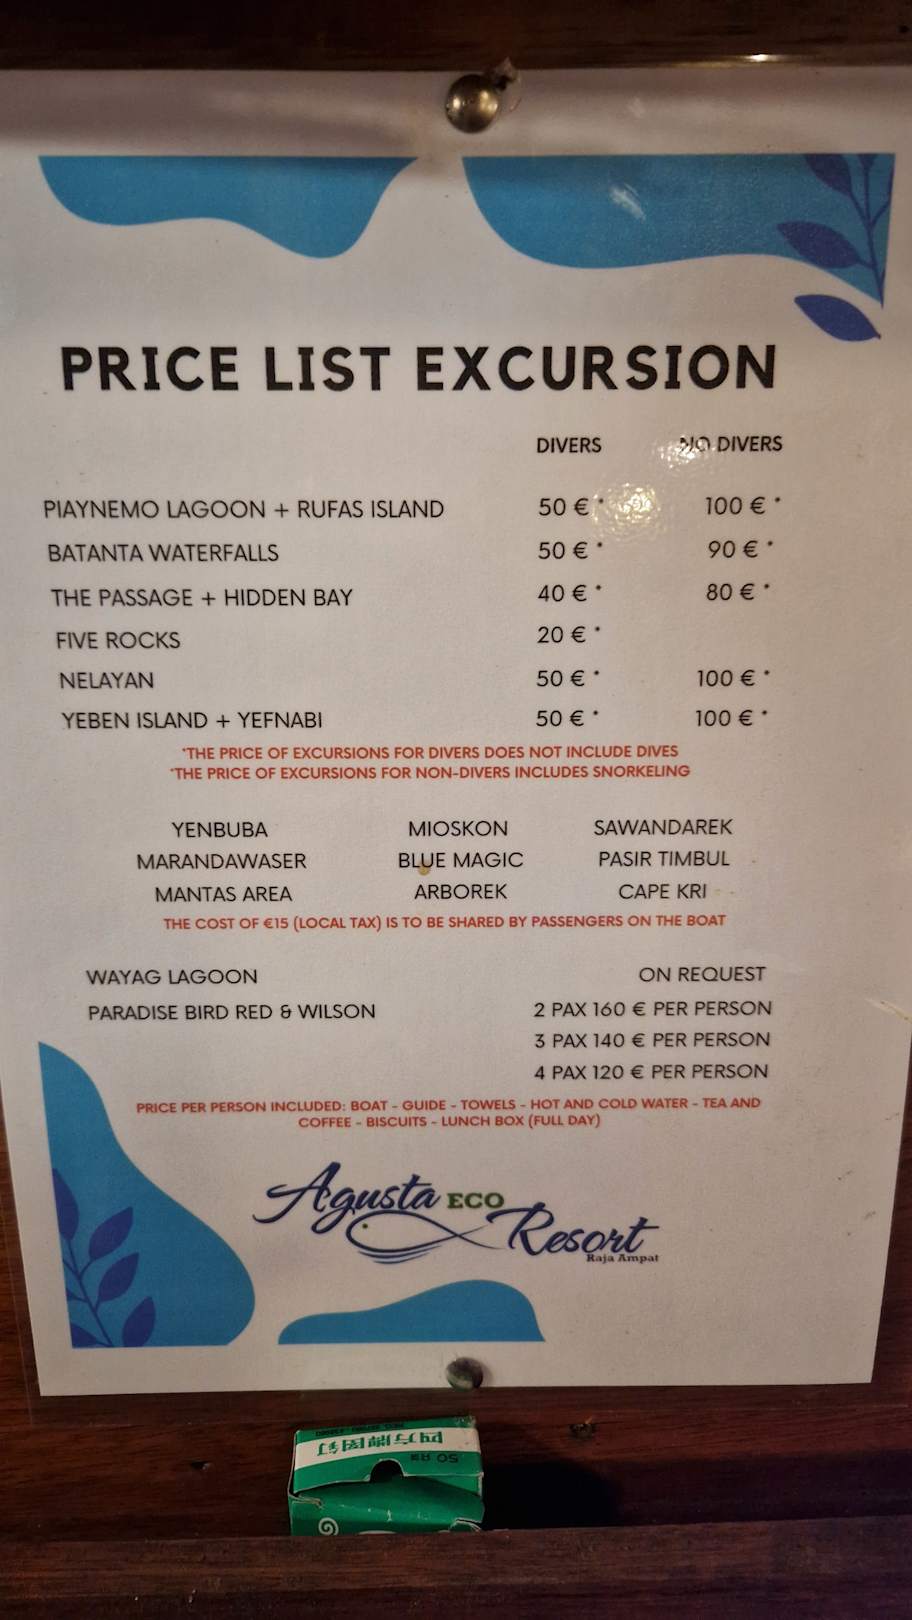 PRICE LIST EXCURSION
DIVERS NO DIVERS
PIAYNEMO LAGOON + RUFAS ISLAND 50 €* 100 €*
BATANTA WATERFALLS 50 €* 90 €*
THE PASSAGE + HIDDEN BAY 40 €* 80 €*
FIVE ROCKS 20 €*
NELAYAN 50 €* 100 €*
YEBEN ISLAND + YEFNABI 50 €* 100 €*
*THE PRICE OF EXCURSIONS FOR DIVERS DOES NOT INCLUDE DIVES
*THE PRICE OF EXCURSIONS FOR NON-DIVERS INCLUDES SNORKELING
YENBUBA MIOSKON SAWANDAREK
MARANDAWASER BLUE MAGIC PASIR TIMBUL
MANTAS AREA ARBOREK CAPE KRI
THE COST OF €15 (LOCAL TAX) IS TO BE SHARED BY PASSENGERS ON THE BOAT
WAYAG LAGOON ON REQUEST
PARADISE BIRD RED & WILSON 2 PAX 160 € PER PERSON
3 PAX 140 € PER PERSON
4 PAX 120 € PER PERSON
PRICE PER PERSON INCLUDED: BOAT - GUIDE - TOWELS - HOT AND COLD WATER - TEA AND
COFFEE - BISCUITS - LUNCH BOX (FULL DAY)
Agusta ECO
Resort
Raja Ampat
四方牌図钉
50